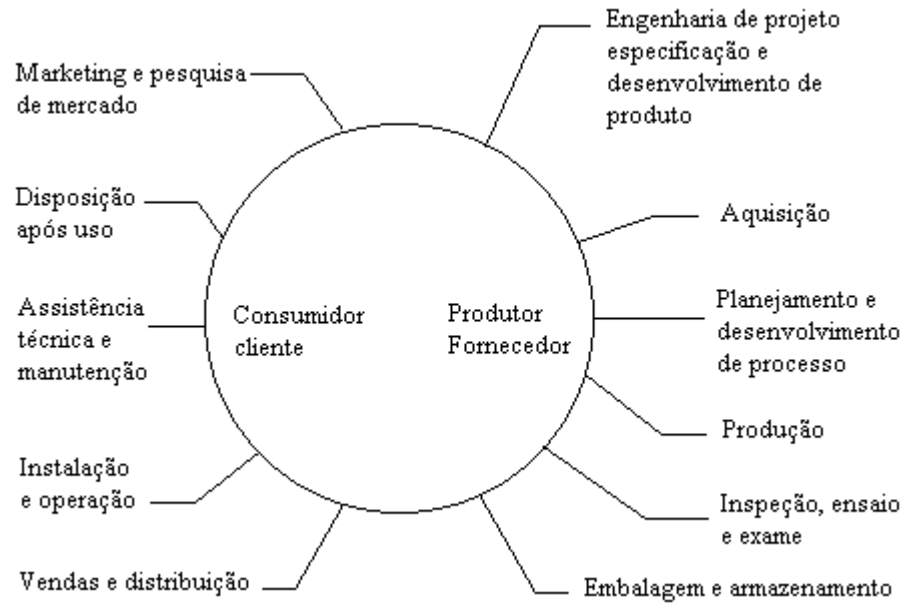 Engenharia de projeto
especificação e
desenvolvimento de
produto
Marketing e pesquisa
de mercado
Disposição
após uso
Aquisição
Assistência
técnica e
manutenção
Consumidor
cliente
Produtor
Fornecedor
Planejamento e
desenvolvimento
de processo
Produção
Instalação
e operação
Inspeção, ensaio
e exame
Vendas e distribuição
Embalagem e armazenamento